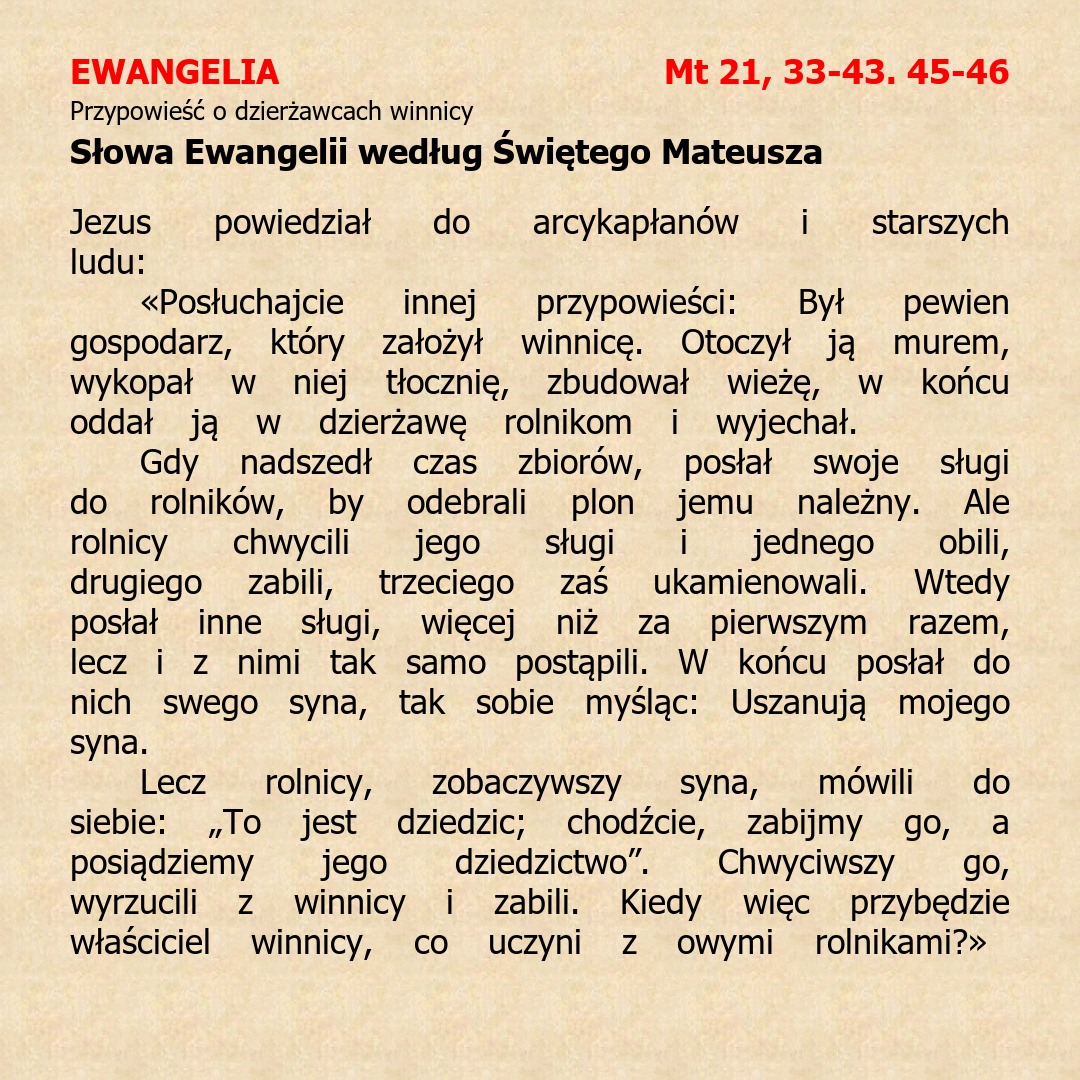 EWANGELIA Mt 21, 33-43. 45-46
Przypowieść o dzierżawcach winnicy
Słowa Ewangelii według Świętego Mateusza
Jezus powiedział do arcykapłanów i starszych
ludu:
«Posłuchajcie innej przypowieści: Był pewien
gospodarz, który założył winnicę. Otoczył ją murem,
wykopał w niej tłocznię, zbudował wieżę, w końcu
oddał ją w dzierżawę rolnikom i wyjechał.
Gdy nadszedł czas zbiorów, posłał swoje sługi
do rolników, by odebrali plon jemu należny. Ale
rolnicy chwycili jego sługi i jednego obili,
drugiego zabili, trzeciego zaś ukamienowali. Wtedy
posłał inne sługi, więcej niż za pierwszym razem,
lecz i z nimi tak samo postąpili. W końcu posłał do
nich swego syna, tak sobie myśląc: Uszanują mojego
syna.
Lecz rolnicy, zobaczywszy syna, mówili do
siebie: „To jest dziedzic; chodźcie, zabijmy go, a
posiądziemy jego dziedzictwo”. Chwyciwszy go,
wyrzucili z winnicy i zabili. Kiedy więc przybędzie
właściciel winnicy, co uczyni z owymi rolnikami?»